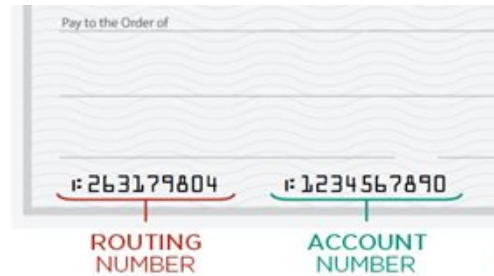 Pay to the Order of
⑆263179804 ⑆1234567890
ROUTING ACCOUNT
NUMBER NUMBER